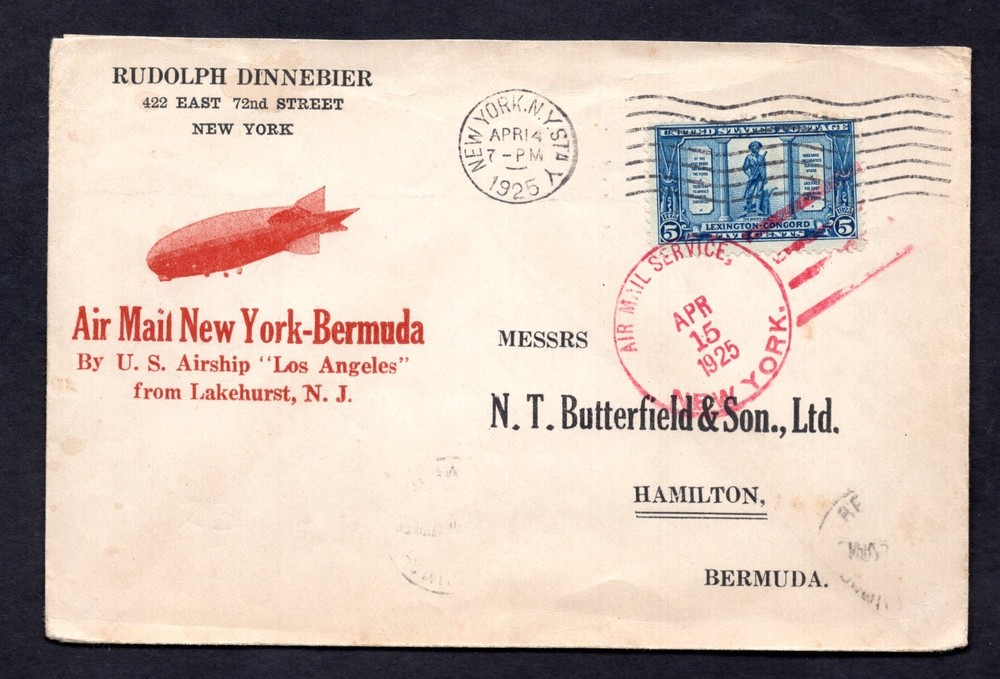 RUDOLPH DINNEBIER
422 EAST 72nd STREET
NEW YORK
NEW YORK, N.Y. STA Y
APR 14
7 - PM
1925
UNITED STATES POSTAGE
LEXINGTON-CONCORD
5 FIVE CENTS 5
AIR MAIL SERVICE,
APR
15
1925
NEW YORK.
Air Mail New York-Bermuda
By U. S. Airship "Los Angeles"
from Lakehurst, N. J.
MESSRS
N. T. Butterfield & Son., Ltd.
HAMILTON,
BERMUDA.